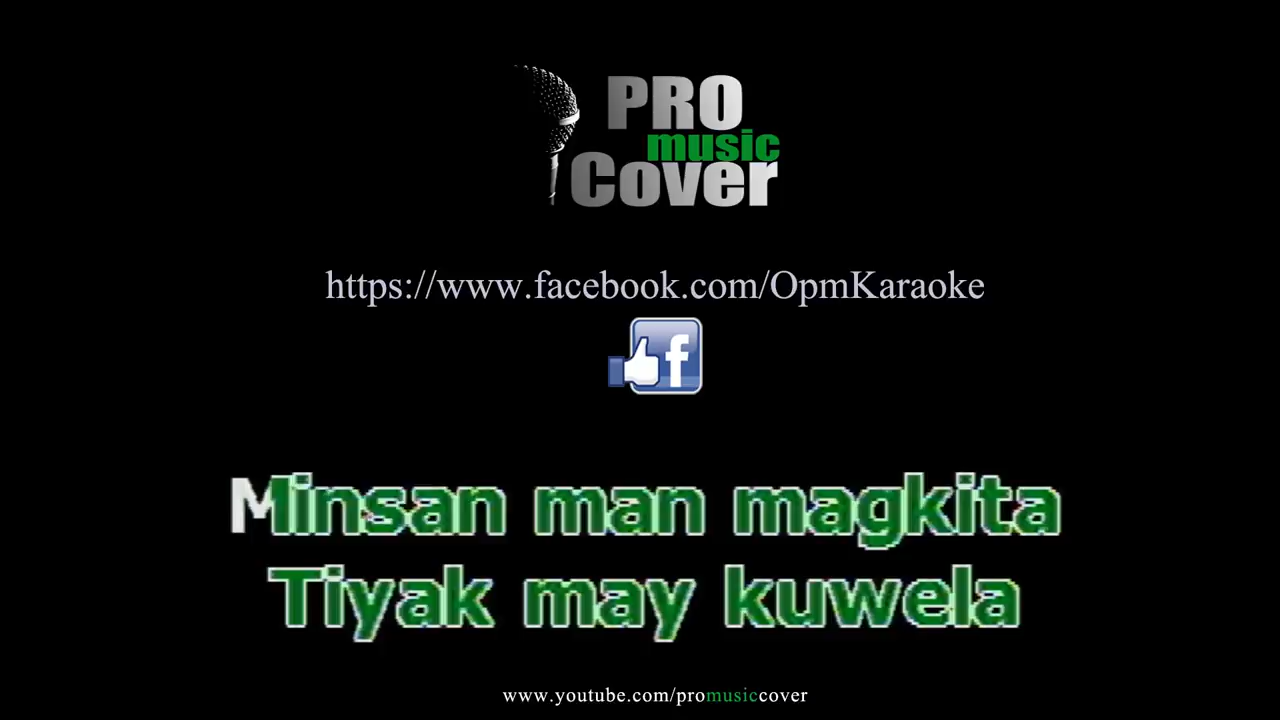 PRO
music
Cover
https://www.facebook.com/OpmKaraoke
f
Minsan man magkita
Tiyak may kuwela
www.youtube.com/promusiccover